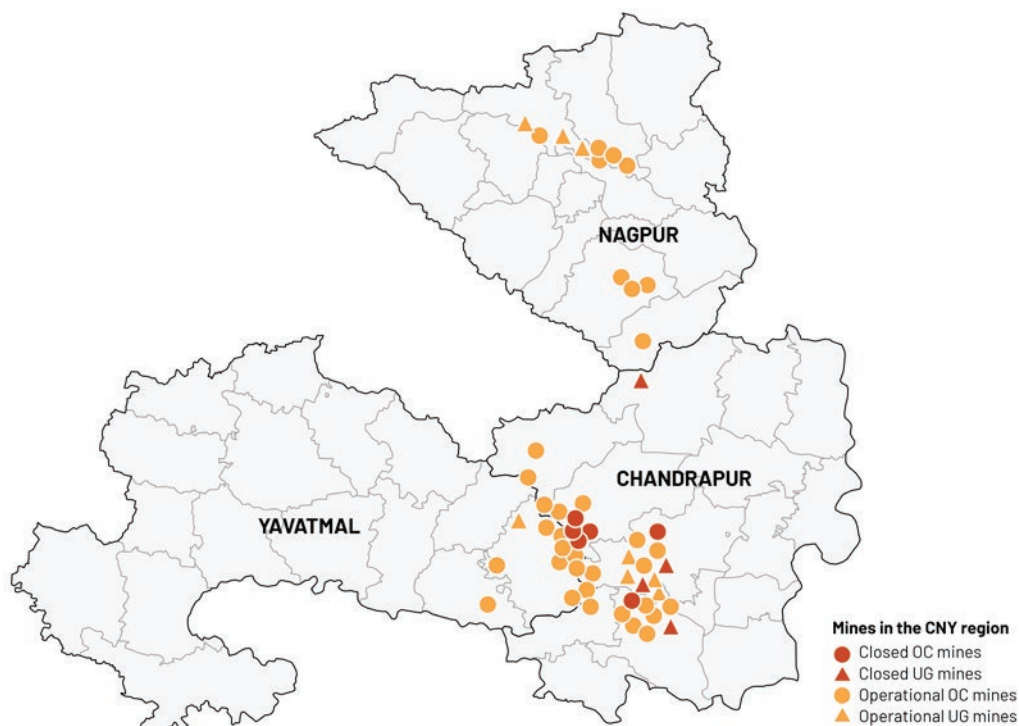 NAGPUR
CHANDRAPUR
YAVATMAL
Mines in the CNY region
Closed OC mines
Closed UG mines
Operational OC mines
Operational UG mines